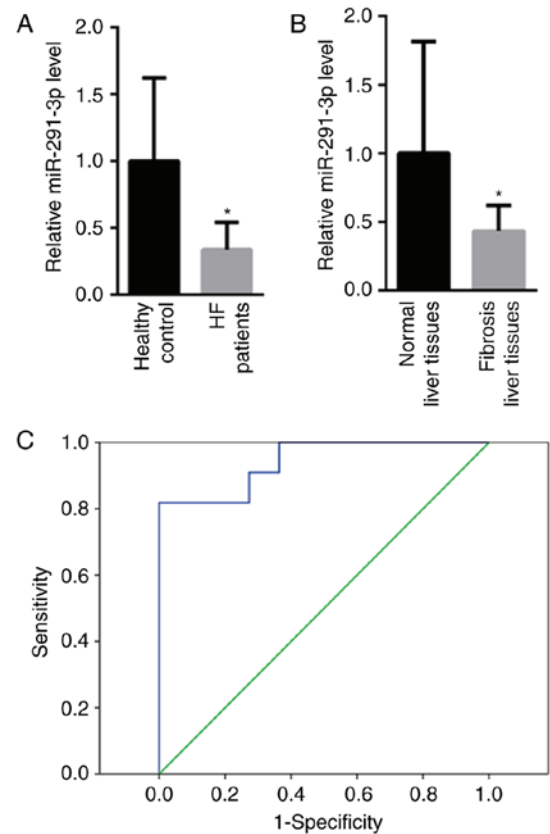 A
Relative miR-291-3p level
2.0
1.5
1.0
0.5
0.0
*
Healthy
control
HF
patients
B
Relative miR-291-3p level
2.0
1.5
1.0
0.5
0.0
*
Normal
liver tissues
Fibrosis
liver tissues
C
Sensitivity
1.0
0.8
0.6
0.4
0.2
0.0
0.0 0.2 0.4 0.6 0.8 1.0
1-Specificity